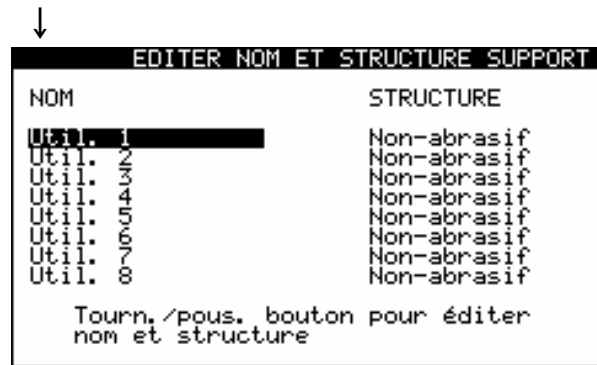 EDITER NOM ET STRUCTURE SUPPORT
NOM STRUCTURE
Util. 1 Non-abrasif
Util. 2 Non-abrasif
Util. 3 Non-abrasif
Util. 4 Non-abrasif
Util. 5 Non-abrasif
Util. 6 Non-abrasif
Util. 7 Non-abrasif
Util. 8 Non-abrasif
Tourn./pous. bouton pour éditer
nom et structure